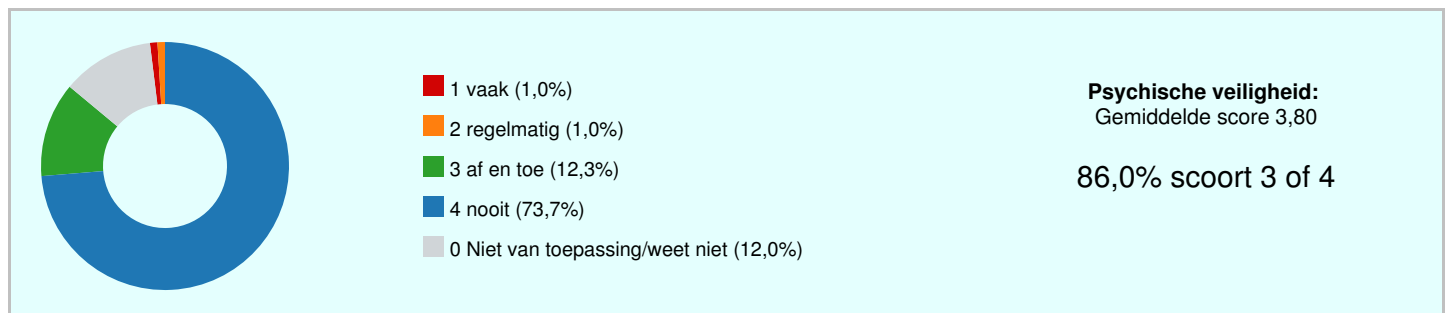 1 vaak (1,0%)
2 regelmatig (1,0%)
3 af en toe (12,3%)
4 nooit (73,7%)
0 Niet van toepassing/weet niet (12,0%)
Psychische veiligheid:
Gemiddelde score 3,80
86,0% scoort 3 of 4